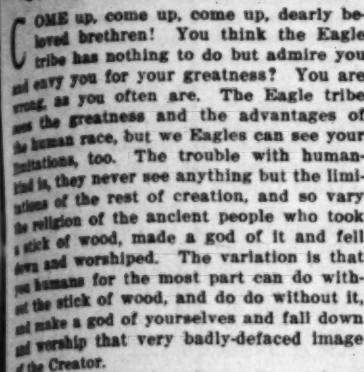 COME up, come up, come up, dearly be-
loved brethren! You think the Eagle
tribe has nothing to do but admire you
and envy you for your greatness? You are
wrong, as you often are. The Eagle tribe
sees the greatness and the advantages of
the human race, but we Eagles can see your
limitations, too. The trouble with human-
kind is, they never see anything but the limi-
tations of the rest of creation, and so vary
the religion of the ancient people who took
a stick of wood, made a god of it and fell
down and worshiped. The variation is that
you humans for the most part can do with-
out the stick of wood, and do do without it,
and make a god of yourselves and fall down
and worship that very badly-defaced image
of the Creator.